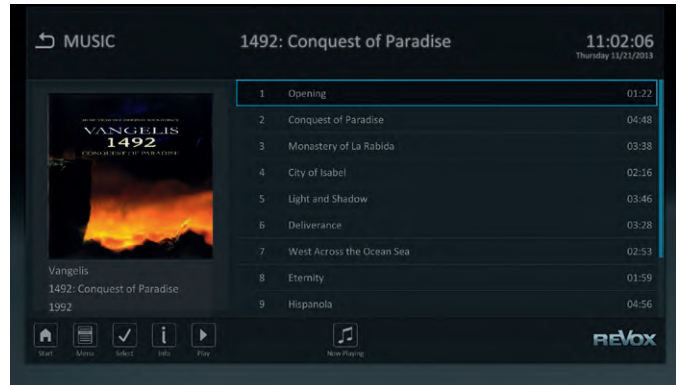 MUSIC
1492: Conquest of Paradise
11:02:06
Thursday 11/21/2013
VANGELIS
1492
CONQUEST OF PARADISE
Vangelis
1492: Conquest of Paradise
1992
1 Opening 01:22
2 Conquest of Paradise 04:48
3 Monastery of La Rabida 03:38
4 City of Isabel 02:16
5 Light and Shadow 03:46
6 Deliverance 03:28
7 West Across the Ocean Sea 02:53
8 Eternity 01:59
9 Hispanola 04:56
Start Menu Select Info Play Now Playing
REVOX